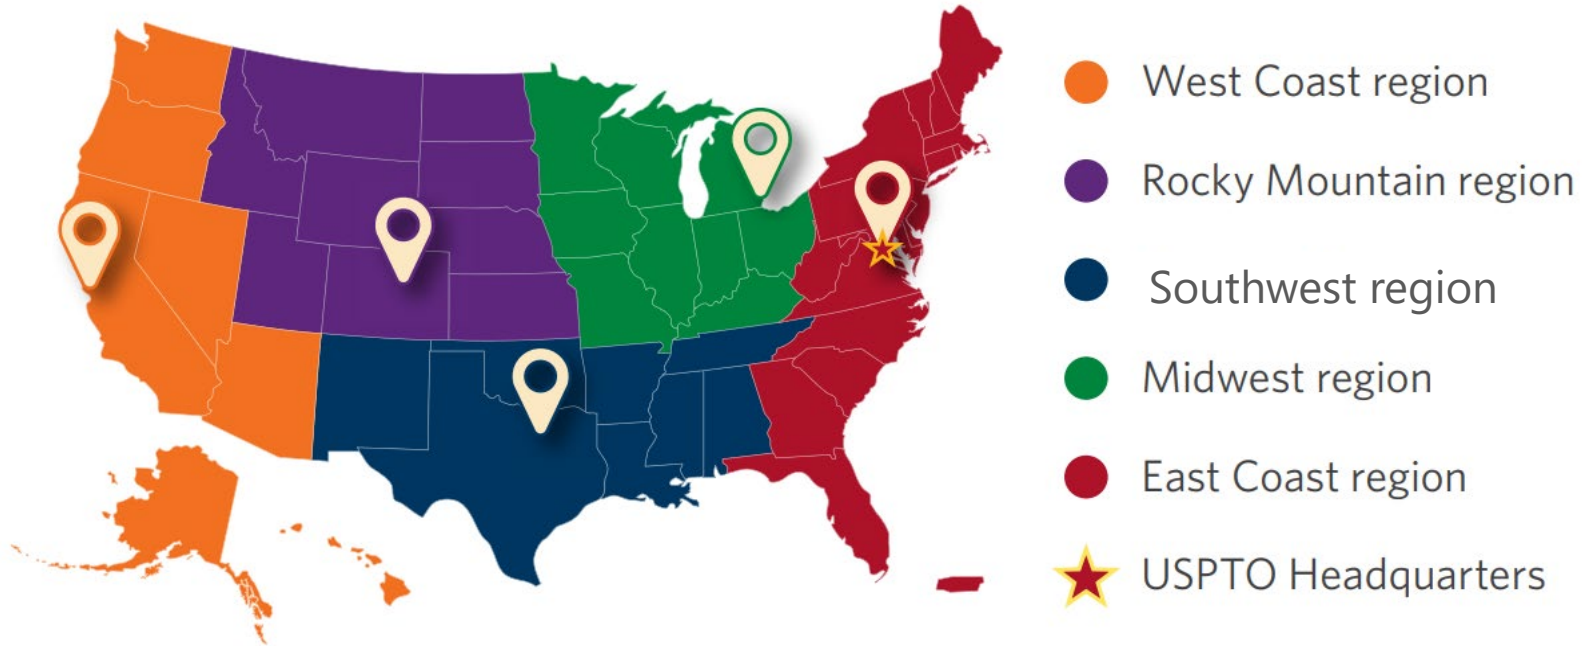 West Coast region
Rocky Mountain region
Southwest region
Midwest region
East Coast region
USPTO Headquarters